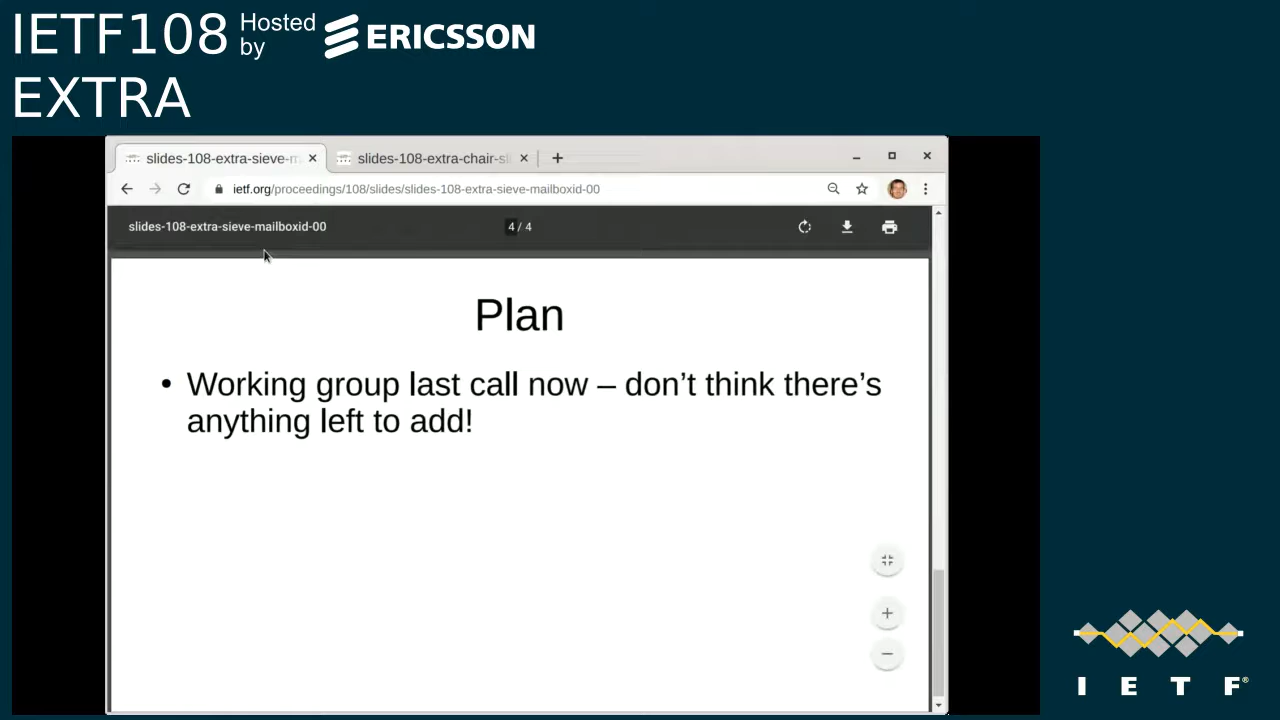 IETF108 Hosted by ERICSSON
EXTRA
slides-108-extra-sieve-m
slides-108-extra-chair-sl
ietf.org/proceedings/108/slides/slides-108-extra-sieve-mailboxid-00
slides-108-extra-sieve-mailboxid-00
4 / 4
Plan
• Working group last call now – don’t think there’s
anything left to add!
I E T F®